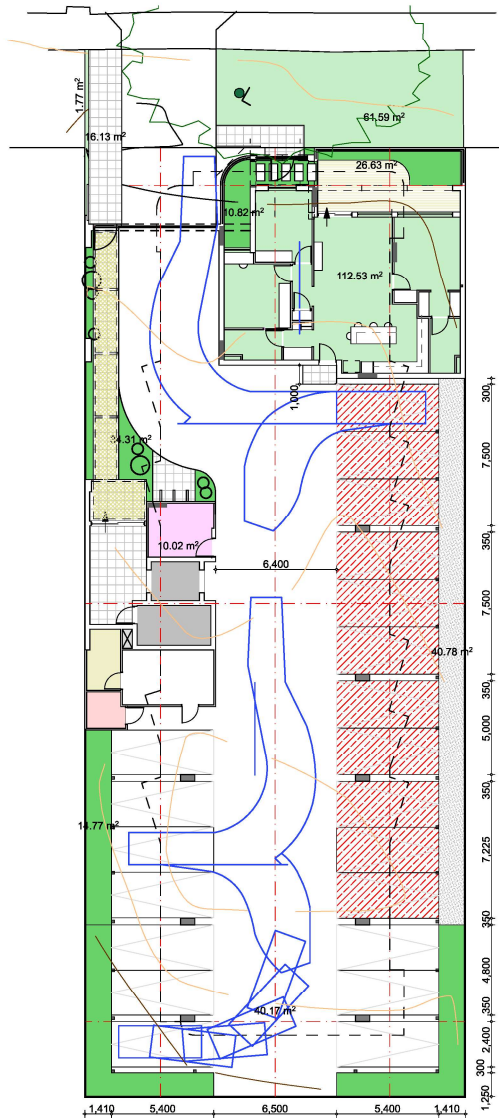 1.77 m²
16.13 m²
61.59 m²
26.63 m²
10.82 m²
112.53 m²
1,000
300
7,500
34.31 m²
350
10.02 m²
6,400
7,500
40.78 m²
350
5,000
350
14.77 m²
7,225
350
4,800
40.17 m²
350
2,400
300
1,250
1,410
5,400
6,500
5,400
1,410